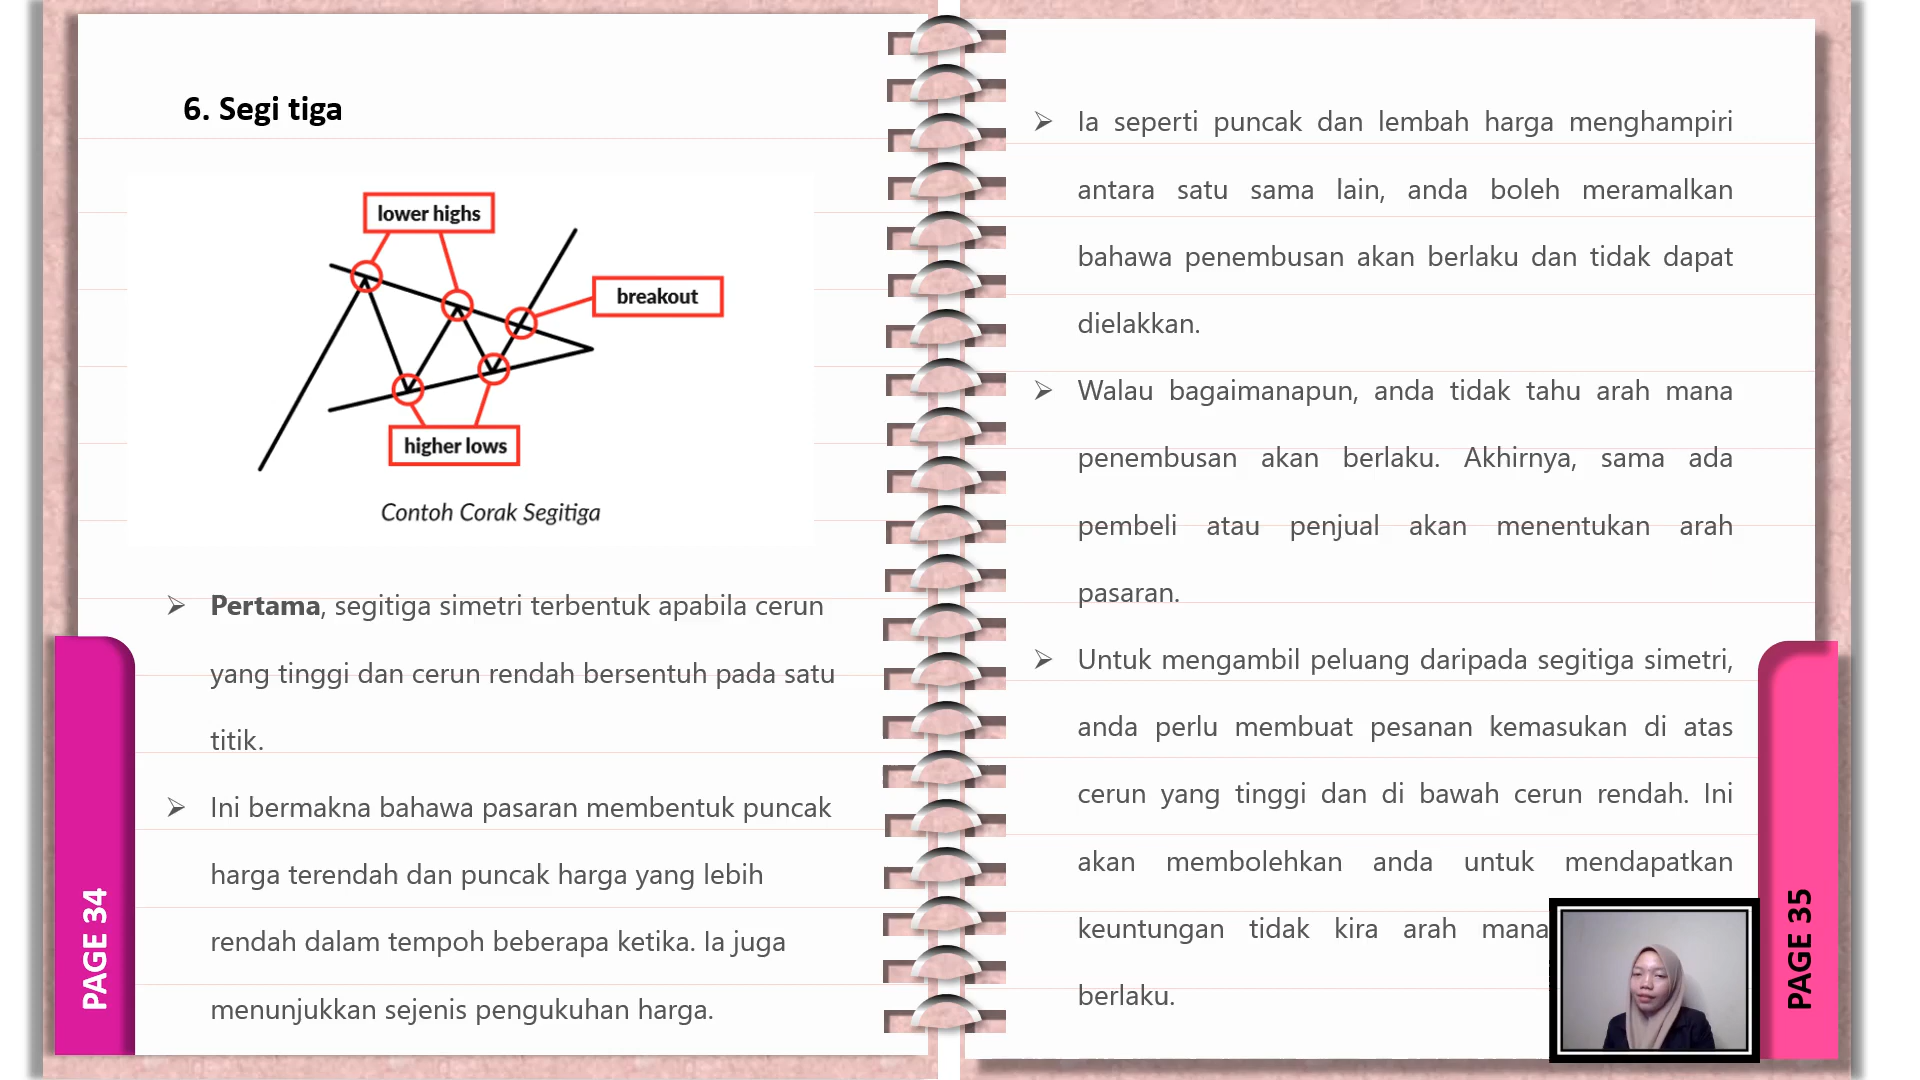 6. Segi tiga
lower highs
breakout
higher lows
Contoh Corak Segitiga
Pertama, segitiga simetri terbentuk apabila cerun
yang tinggi dan cerun rendah bersentuh pada satu
titik.
Ini bermakna bahawa pasaran membentuk puncak
harga terendah dan puncak harga yang lebih
rendah dalam tempoh beberapa ketika. Ia juga
menunjukkan sejenis pengukuhan harga.
PAGE 34
Ia seperti puncak dan lembah harga menghampiri
antara satu sama lain, anda boleh meramalkan
bahawa penembusan akan berlaku dan tidak dapat
dielakkan.
Walau bagaimanapun, anda tidak tahu arah mana
penembusan akan berlaku. Akhirnya, sama ada
pembeli atau penjual akan menentukan arah
pasaran.
Untuk mengambil peluang daripada segitiga simetri,
anda perlu membuat pesanan kemasukan di atas
cerun yang tinggi dan di bawah cerun rendah. Ini
akan membolehkan anda untuk mendapatkan
keuntungan tidak kira arah mana
berlaku.
PAGE 35